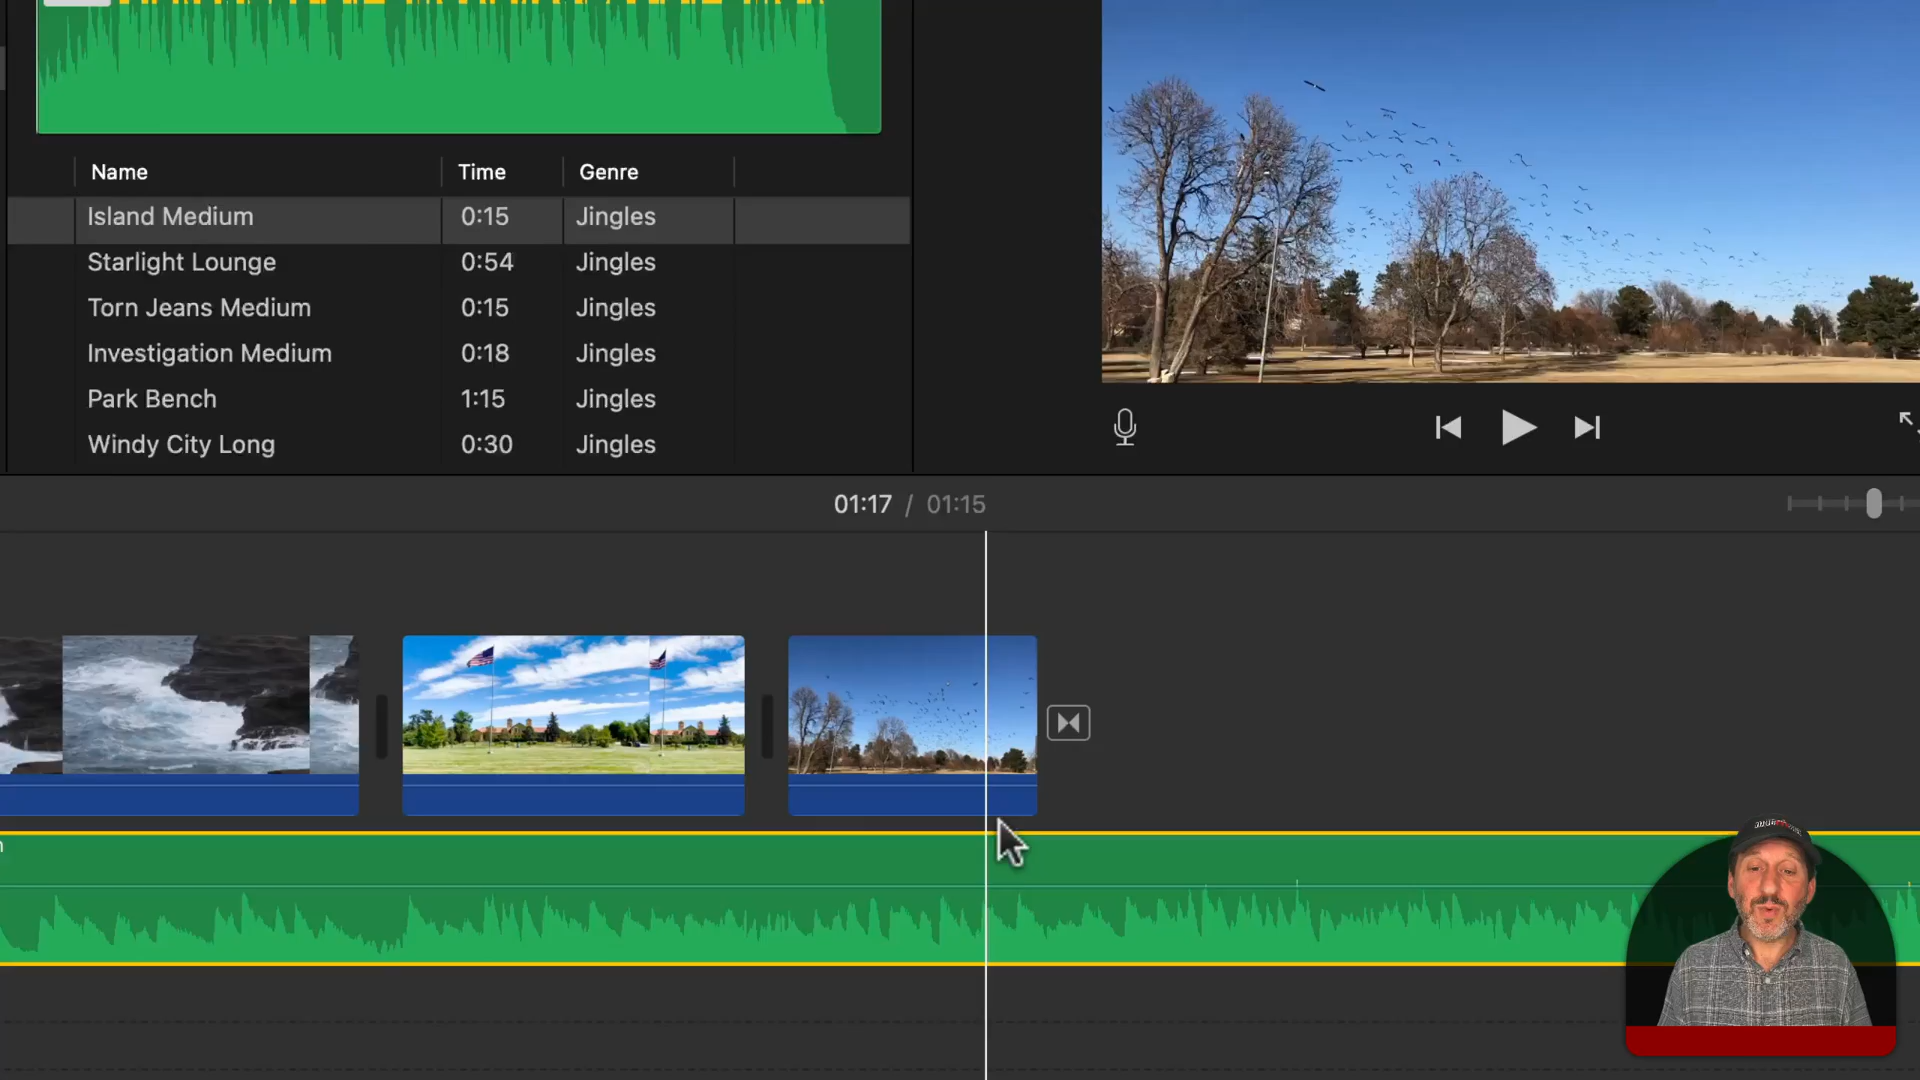 Name Time Genre
Island Medium 0:15 Jingles
Starlight Lounge 0:54 Jingles
Torn Jeans Medium 0:15 Jingles
Investigation Medium 0:18 Jingles
Park Bench 1:15 Jingles
Windy City Long 0:30 Jingles
01:17 / 01:15